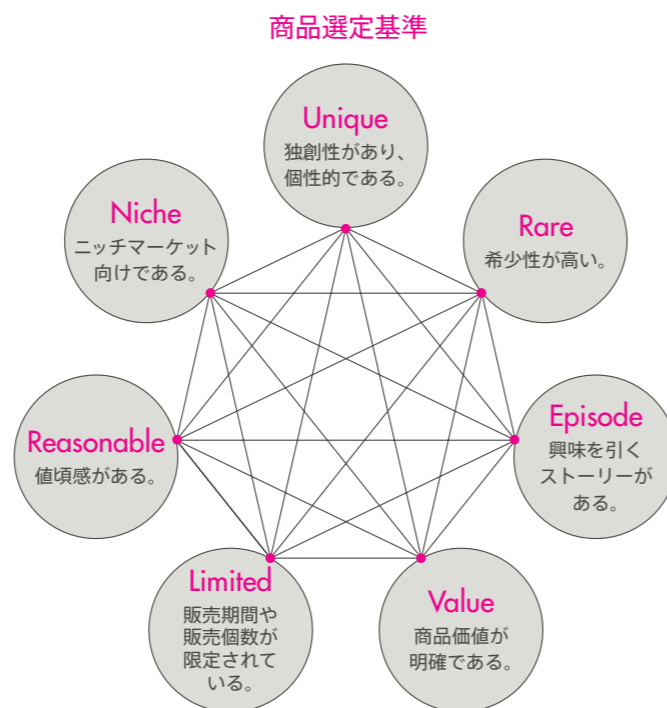 商品選定基準
Unique
独創性があり、
個性的である。
Niche
ニッチマーケット
向けである。
Rare
希少性が高い。
Reasonable
値頃感がある。
Episode
興味を引く
ストーリーが
ある。
Limited
販売期間や
販売個数が
限定されて
いる。
Value
商品価値が
明確である。